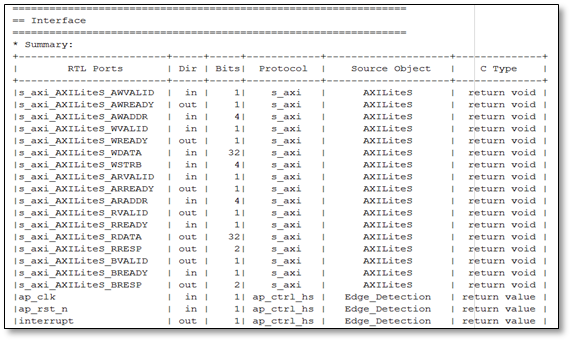 ================================================================
== Interface
================================================================
* Summary:
+------------------------+-----+-----+------------+----------------+--------------+
|        RTL Ports       | Dir | Bits|  Protocol  |  Source Object |    C Type    |
+------------------------+-----+-----+------------+----------------+--------------+
|s_axi_AXILiteS_AWVALID  |  in |    1|    s_axi   |    AXILiteS    |  return void |
|s_axi_AXILiteS_AWREADY  | out |    1|    s_axi   |    AXILiteS    |  return void |
|s_axi_AXILiteS_AWADDR   |  in |    4|    s_axi   |    AXILiteS    |  return void |
|s_axi_AXILiteS_WVALID   |  in |    1|    s_axi   |    AXILiteS    |  return void |
|s_axi_AXILiteS_WREADY   | out |    1|    s_axi   |    AXILiteS    |  return void |
|s_axi_AXILiteS_WDATA    |  in |   32|    s_axi   |    AXILiteS    |  return void |
|s_axi_AXILiteS_WSTRB    |  in |    4|    s_axi   |    AXILiteS    |  return void |
|s_axi_AXILiteS_ARVALID  |  in |    1|    s_axi   |    AXILiteS    |  return void |
|s_axi_AXILiteS_ARREADY  | out |    1|    s_axi   |    AXILiteS    |  return void |
|s_axi_AXILiteS_ARADDR   |  in |    4|    s_axi   |    AXILiteS    |  return void |
|s_axi_AXILiteS_RVALID   | out |    1|    s_axi   |    AXILiteS    |  return void |
|s_axi_AXILiteS_RREADY   |  in |    1|    s_axi   |    AXILiteS    |  return void |
|s_axi_AXILiteS_RDATA    | out |   32|    s_axi   |    AXILiteS    |  return void |
|s_axi_AXILiteS_RRESP    | out |    2|    s_axi   |    AXILiteS    |  return void |
|s_axi_AXILiteS_BVALID   | out |    1|    s_axi   |    AXILiteS    |  return void |
|s_axi_AXILiteS_BREADY   |  in |    1|    s_axi   |    AXILiteS    |  return void |
|s_axi_AXILiteS_BRESP    | out |    2|    s_axi   |    AXILiteS    |  return void |
|ap_clk                  |  in |    1| ap_ctrl_hs | Edge_Detection | return value |
|ap_rst_n                |  in |    1| ap_ctrl_hs | Edge_Detection | return value |
|interrupt               | out |    1| ap_ctrl_hs | Edge_Detection | return value |